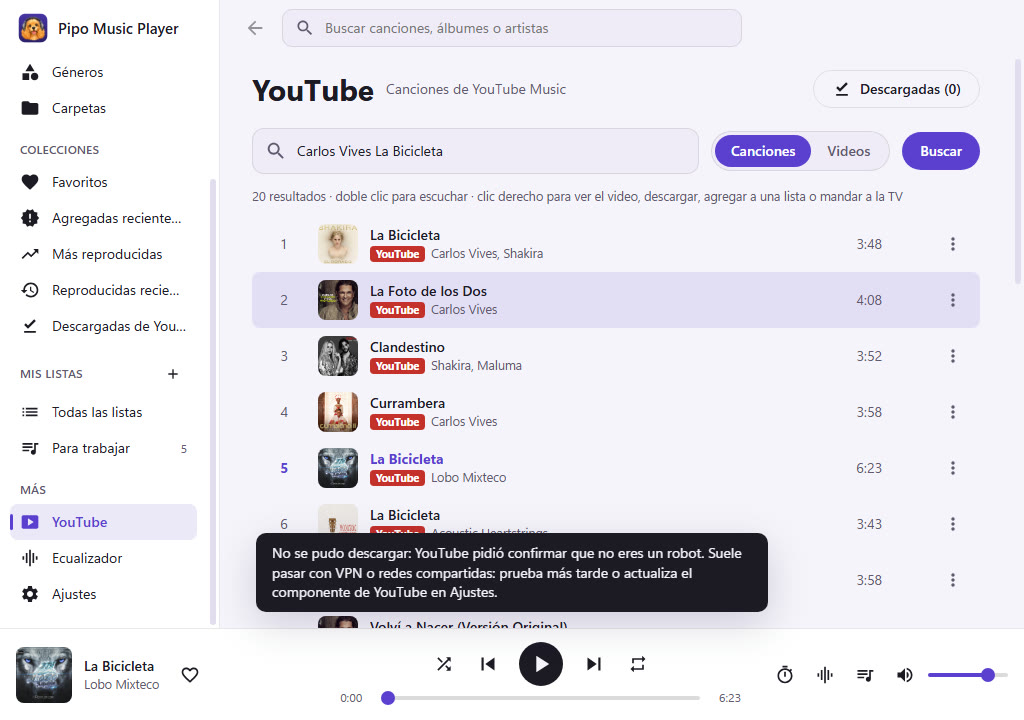 Pipo Music Player
Buscar canciones, álbumes o artistas
Géneros
Carpetas
COLECCIONES
Favoritos
Agregadas reciente...
Más reproducidas
Reproducidas recie...
Descargadas de You...
MIS LISTAS
Todas las listas
Para trabajar 5
MÁS
YouTube
Ecualizador
Ajustes
YouTube Canciones de YouTube Music
Descargadas (0)
Carlos Vives La Bicicleta
Canciones Videos
Buscar
20 resultados · doble clic para escuchar · clic derecho para ver el video, descargar, agregar a una lista o mandar a la TV
1 La Bicicleta 3:48
YouTube Carlos Vives, Shakira
2 La Foto de los Dos 4:08
YouTube Carlos Vives
3 Clandestino 3:52
YouTube Shakira, Maluma
4 Currambera 3:58
YouTube Carlos Vives
5 La Bicicleta 6:23
YouTube Lobo Mixteco
6 La Bicicleta 3:43
YouTube Acoustic Heartstrings
3:58
No se pudo descargar: YouTube pidió confirmar que no eres un robot. Suele
pasar con VPN o redes compartidas: prueba más tarde o actualiza el
componente de YouTube en Ajustes.
Volví a Nacer (Versión Original)
La Bicicleta
Lobo Mixteco
0:00 6:23